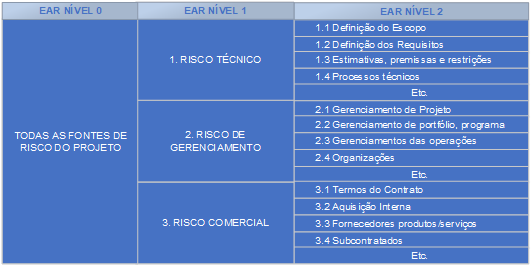 EAR NÍVEL 0
EAR NÍVEL 1
EAR NÍVEL 2
TODAS AS FONTES DE
RISCO DO PROJETO
1. RISCO TÉCNICO
1.1 Definição do Escopo
1.2 Definição dos Requisitos
1.3 Estimativas, premissas e restrições
1.4 Processos técnicos
Etc.
2. RISCO DE
GERENCIAMENTO
2.1 Gerenciamento de Projeto
2.2 Gerenciamento de portfólio, programa
2.3 Gerenciamentos das operações
2.4 Organizações
Etc.
3. RISCO COMERCIAL
3.1 Termos do Contrato
3.2 Aquisição Interna
3.3 Fornecedores produtos/serviços
3.4 Subcontratados
Etc.